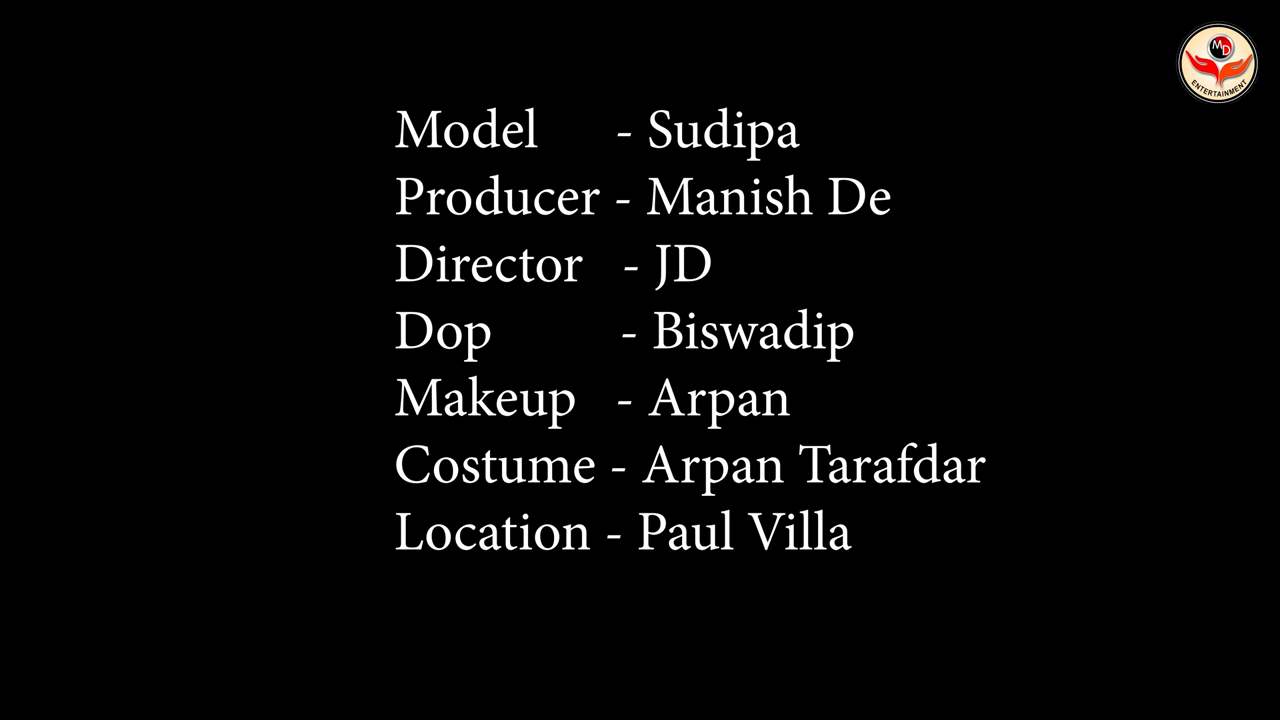 MD
ENTERTAINMENT
Model - Sudipa
Producer - Manish De
Director - JD
Dop - Biswadip
Makeup - Arpan
Costume - Arpan Tarafdar
Location - Paul Villa